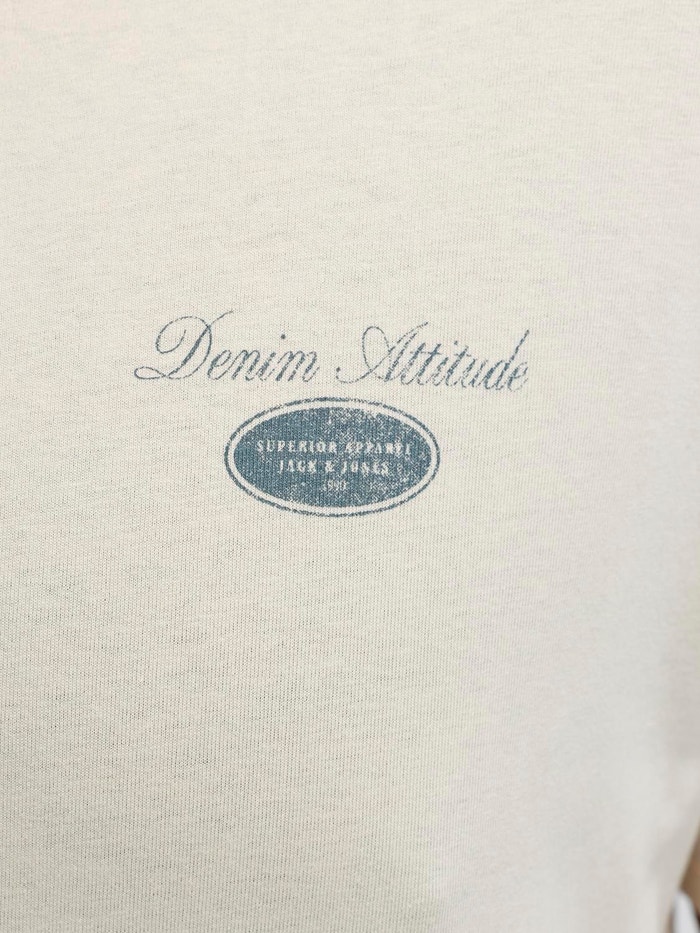 Denim Attitude
SUPERIOR APPAREL
JACK & JONES
1990